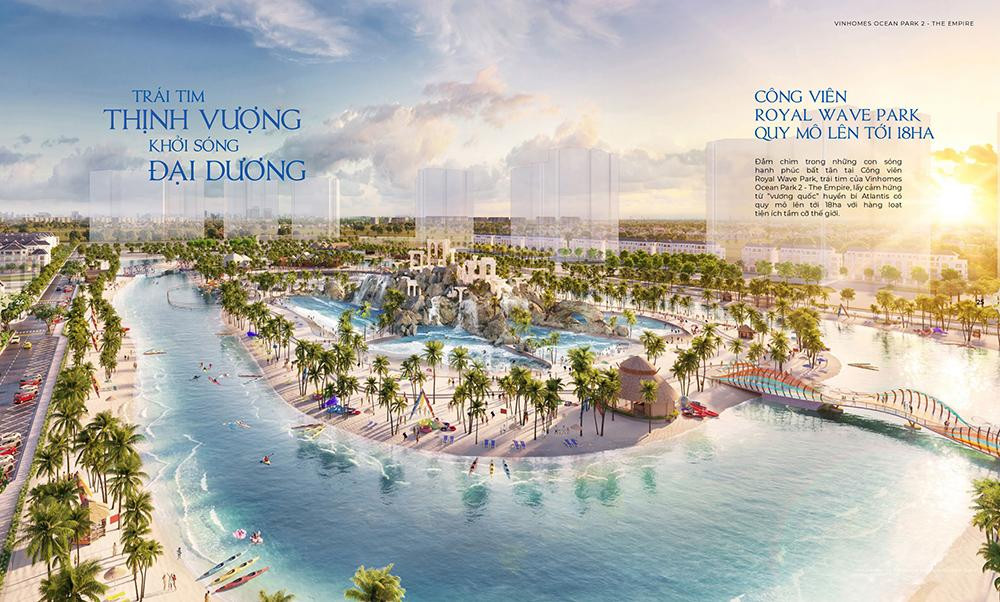 VINHOMES OCEAN PARK 2 - THE EMPIRE
TRÁI TIM
THỊNH VƯỢNG
KHỞI SÓNG
ĐẠI DƯƠNG
CÔNG VIÊN
ROYAL WAVE PARK
QUY MÔ LÊN TỚI 18HA
Đắm chìm trong những con sóng
hạnh phúc bất tận tại Công viên
Royal Wave Park, trái tim của Vinhomes
Ocean Park 2 - The Empire, lấy cảm hứng
từ "vương quốc" huyền bí Atlantis có
quy mô lên tới 18ha với hàng loạt
tiện ích tầm cỡ thế giới.